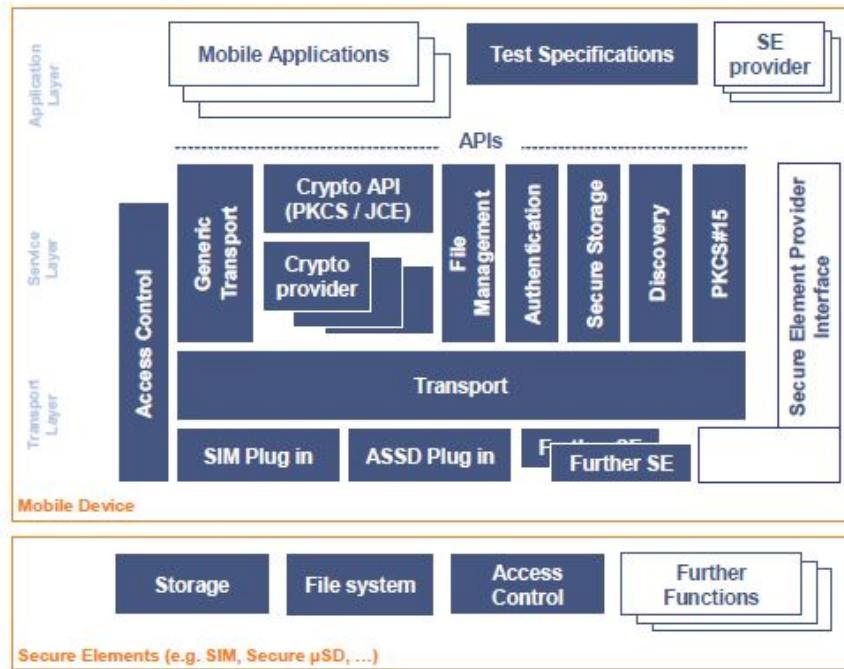 Application
Layer
Mobile Applications
Test Specifications
SE
provider
APIs
Service
Layer
Access Control
Generic
Transport
Crypto API
(PKCS / JCE)
Crypto
provider
File
Management
Authentication
Secure Storage
Discovery
PKCS#15
Secure Element Provider
Interface
Transport
Layer
Transport
SIM Plug in
ASSD Plug in
Further SE
Further SE
Mobile Device
Storage
File system
Access
Control
Further
Functions
Secure Elements (e.g. SIM, Secure µSD, ...)